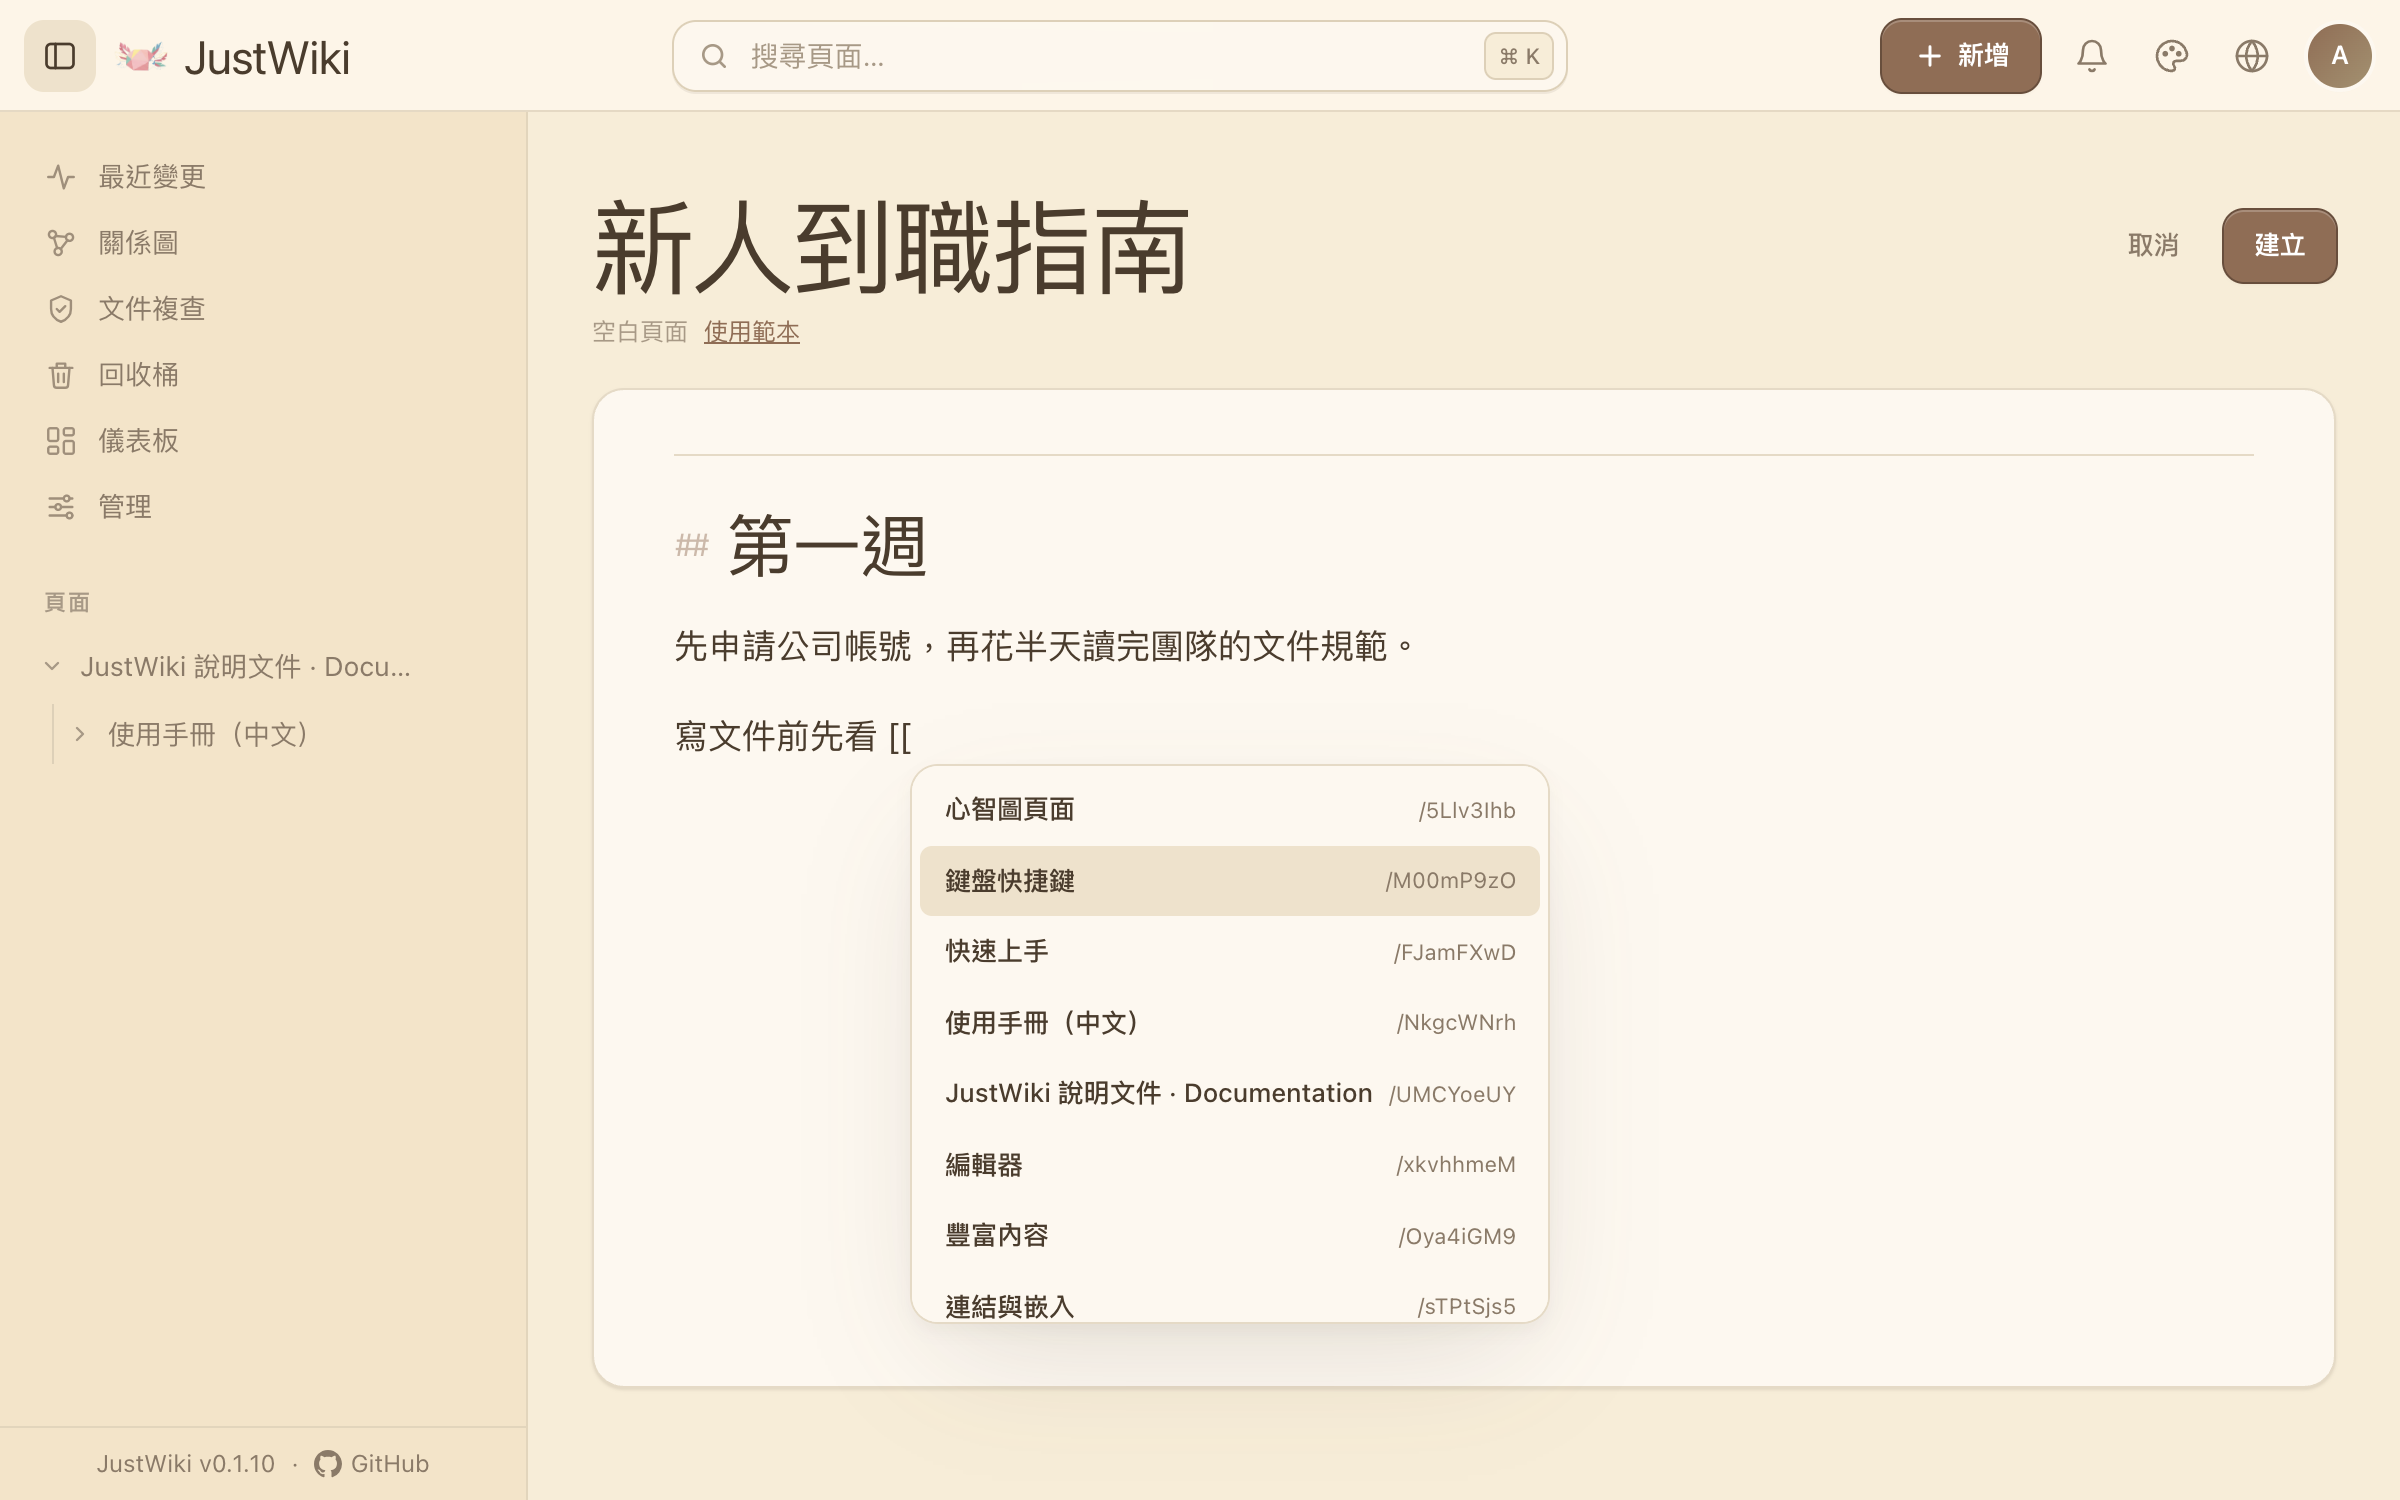 JustWiki
搜尋頁面...
⌘ K
新增
A
最近變更
關係圖
文件複查
回收桶
儀表板
管理
頁面
JustWiki 說明文件 · Docu...
使用手冊（中文）
JustWiki v0.1.10 · GitHub
新人到職指南
取消
建立
空白頁面 使用範本
## 第一週
先申請公司帳號，再花半天讀完團隊的文件規範。
寫文件前先看 [[
心智圖頁面 /5Llv3Ihb
鍵盤快捷鍵 /M00mP9zO
快速上手 /FJamFXwD
使用手冊（中文） /NkgcWNrh
JustWiki 說明文件 · Documentation /UMCYoeUY
編輯器 /xkvhhmeM
豐富內容 /Oya4iGM9
連結與嵌入 /sTPtSjs5